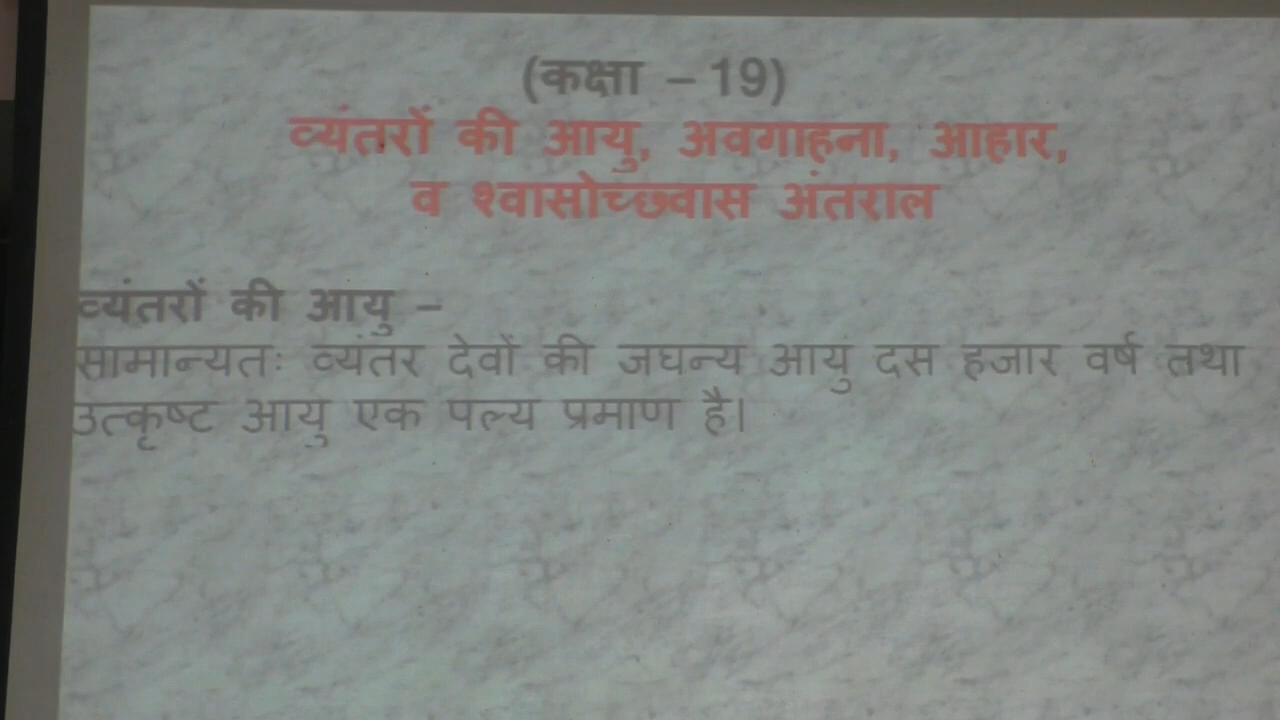 (कक्षा – 19)
व्यंतरों की आयु, अवगाहना, आहार,
व श्वासोच्छ्वास अंतराल
व्यंतरों की आयु –
सामान्यतः व्यंतर देवों की जघन्य आयु दस हजार वर्ष तथा
उत्कृष्ट आयु एक पल्य प्रमाण है।